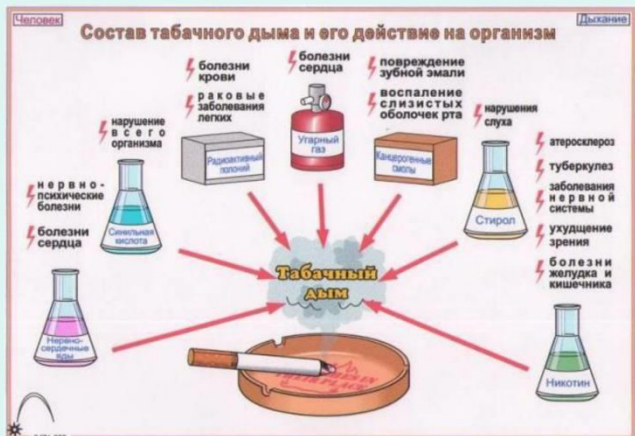 Человек
Дыхание
Состав табачного дыма и его действие на организм
болезни
крови
раковые
заболевания
легких
болезни
сердца
повреждение
зубной эмали
воспаление
слизистых
оболочек рта
нарушение
всего
организма
нарушения
слуха
нервно-
психические
болезни
болезни
сердца
атеросклероз
туберкулез
заболевания
нервной
системы
ухудщение
зрения
болезни
желудка и
кишечника
Радиоактивный
полоний
Угарный
газ
Канцерогенные
смолы
Синильная
кислота
Стирол
Нервно-
сердечные
яды
Никотин
Табачный
дым